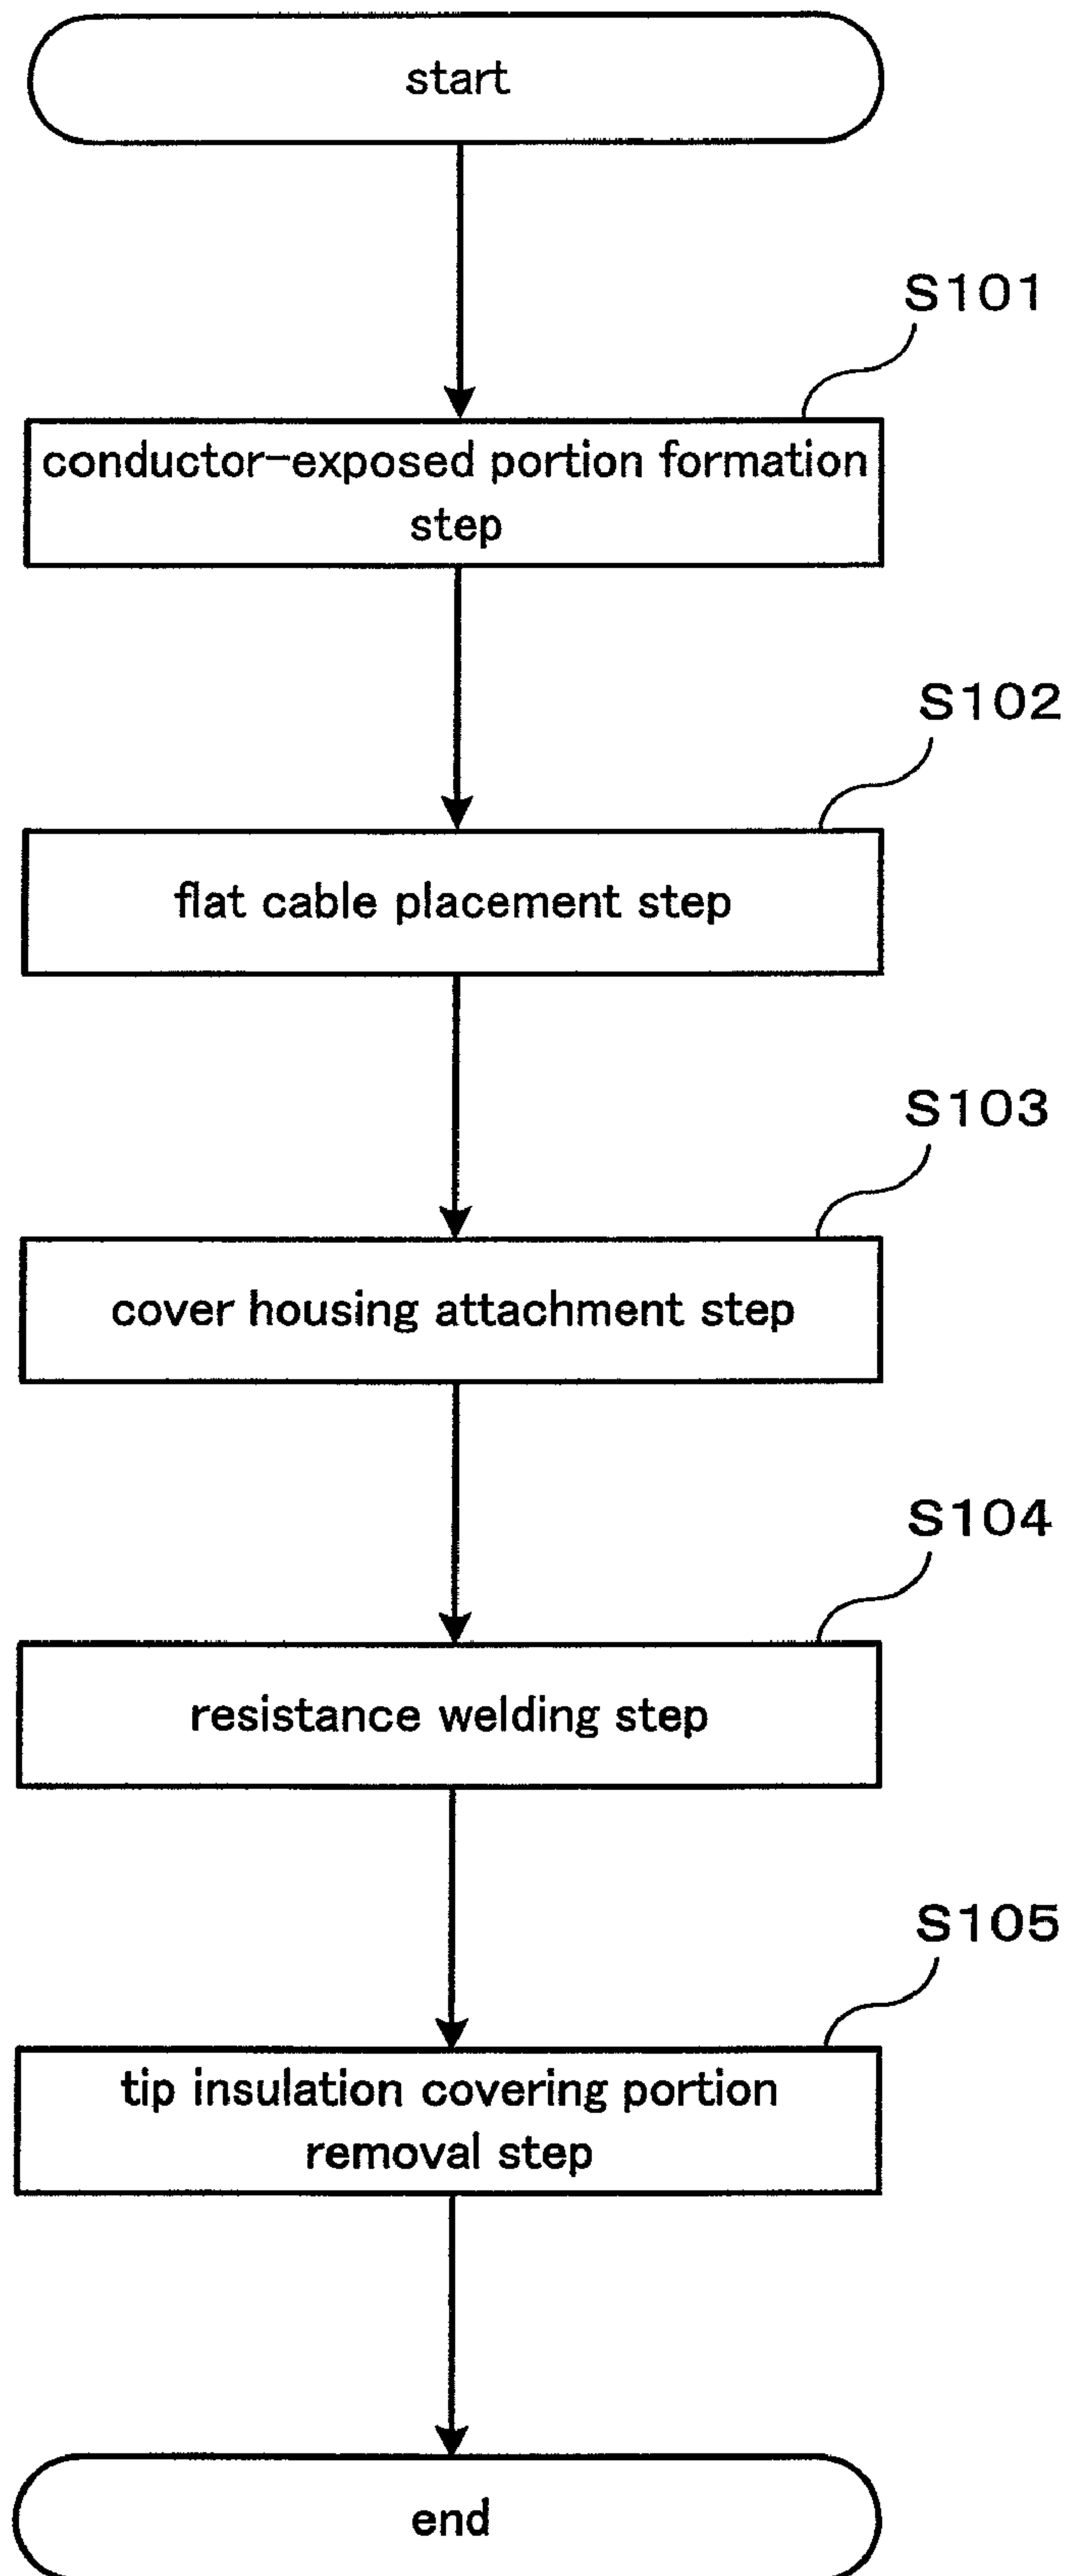 start
S101
conductor-exposed portion formation
step
S102
flat cable placement step
S103
cover housing attachment step
S104
resistance welding step
S105
tip insulation covering portion
removal step
end